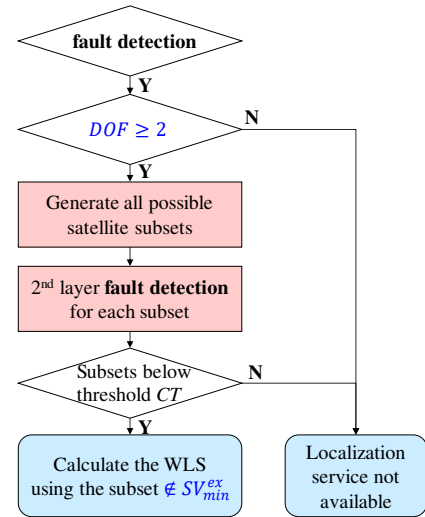 fault detection
Y
DOF ≥ 2
N
Y
Generate all possible
satellite subsets
2nd layer fault detection
for each subset
Subsets below
threshold CT
N
Y
Calculate the WLS
using the subset ∉ SV_min^ex
Localization
service not
available